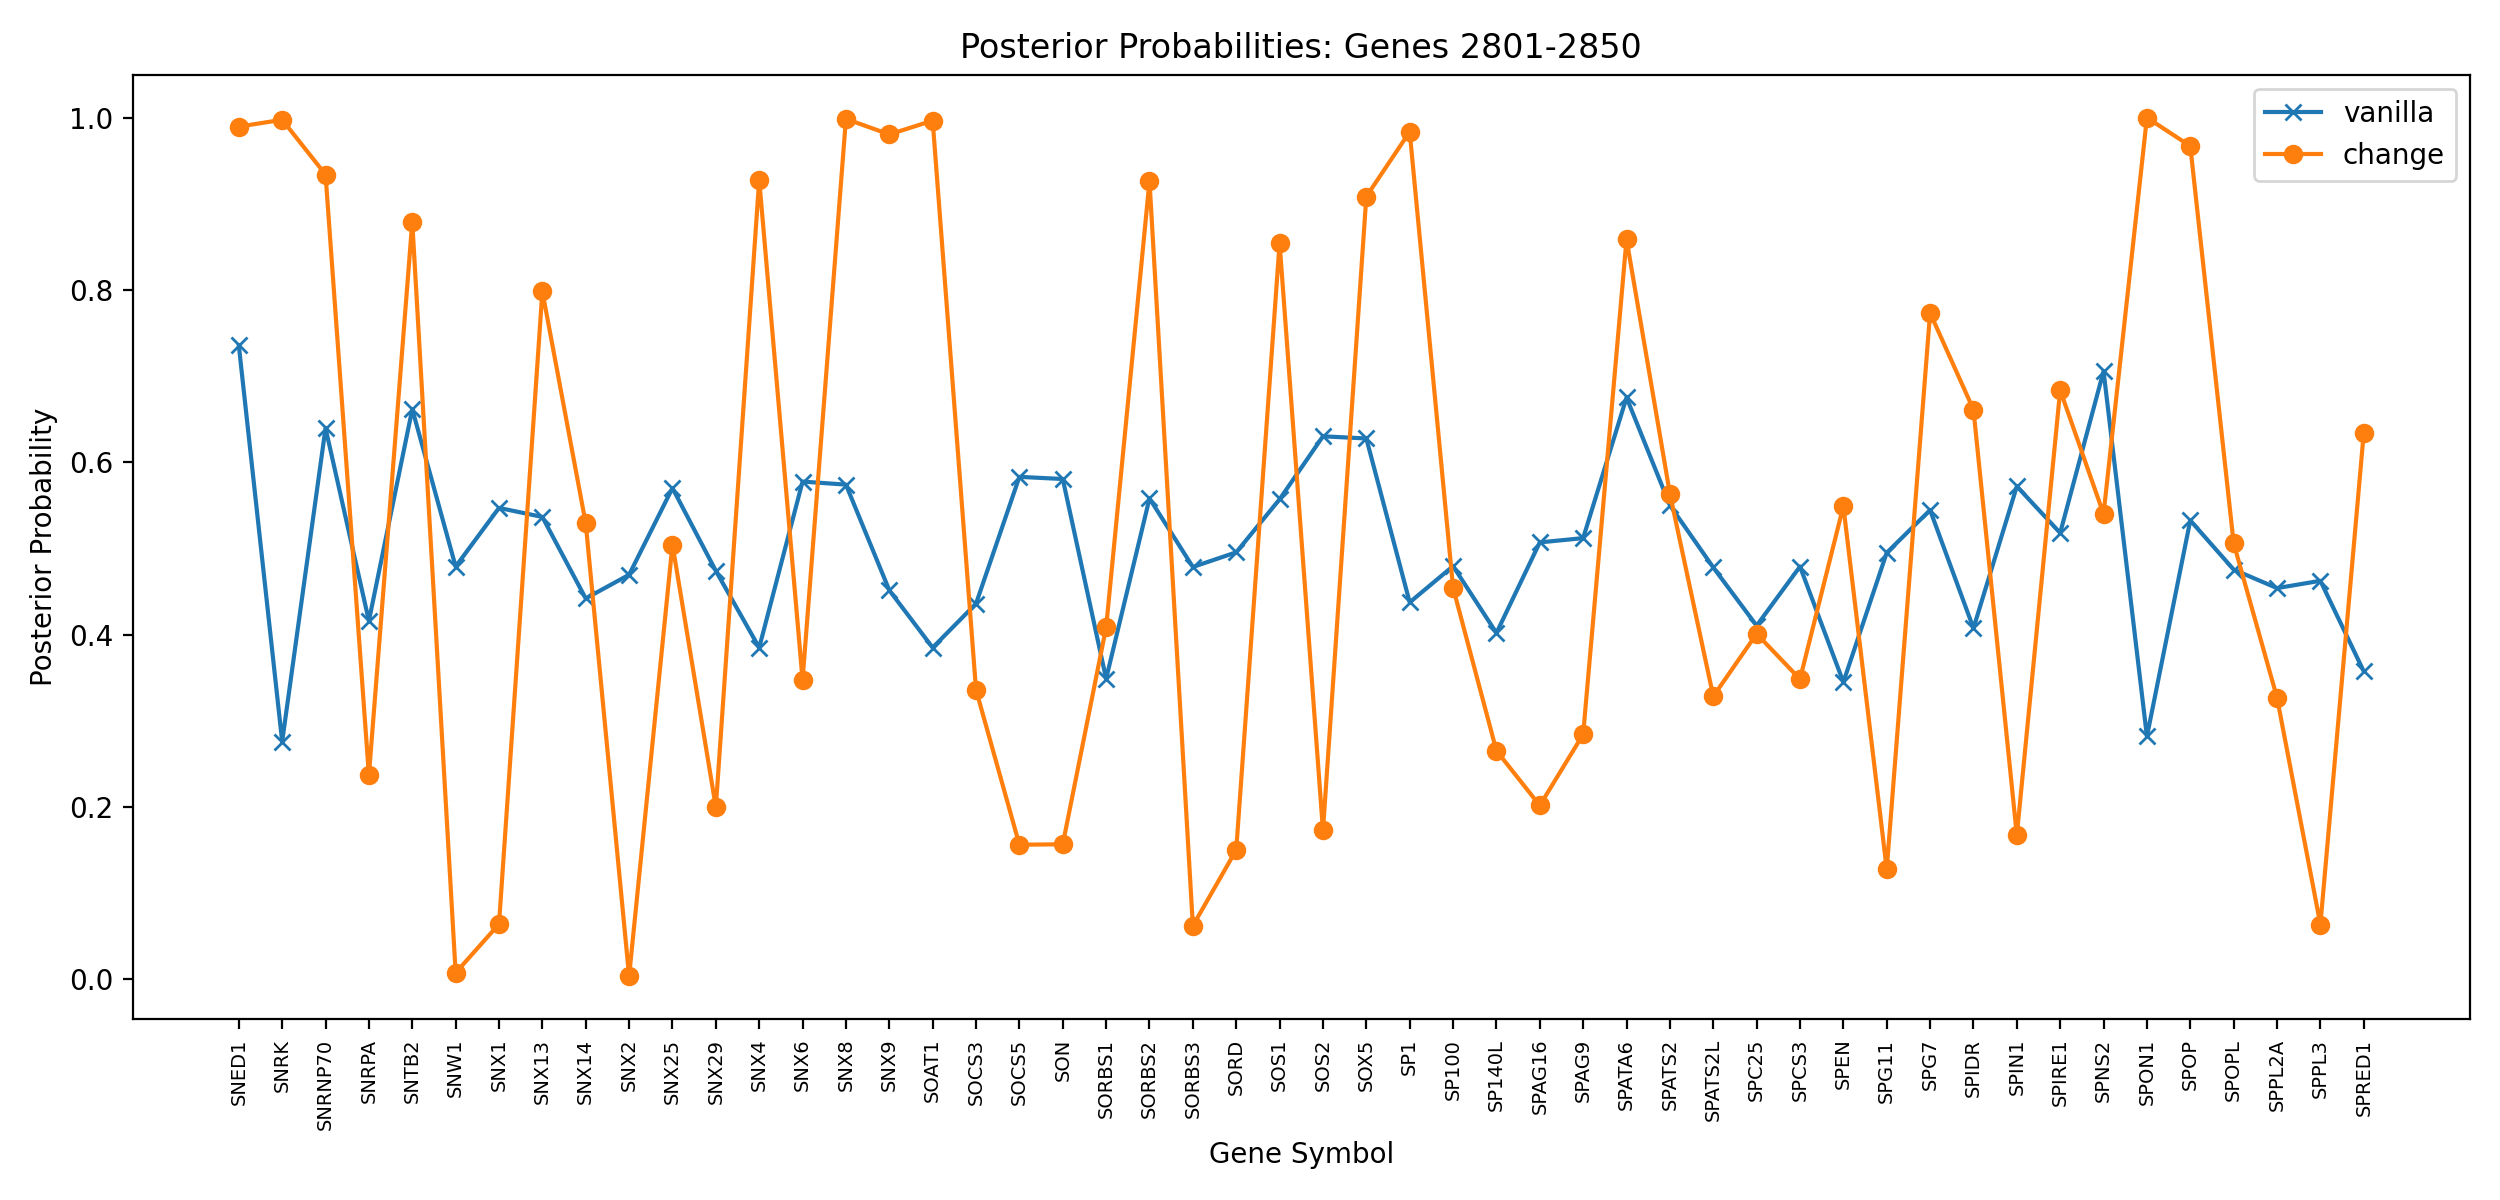 Posterior Probabilities: Genes 2801-2850
vanilla
change
Posterior Probability
1.0
0.8
0.6
0.4
0.2
0.0
SNED1
SNRK
SNRNP70
SNRPA
SNTB2
SNW1
SNX1
SNX13
SNX14
SNX2
SNX25
SNX29
SNX4
SNX6
SNX8
SNX9
SOAT1
SOCS3
SOCS5
SON
SORBS1
SORBS2
SORBS3
SORD
SOS1
SOS2
SOX5
SP1
SP100
SP140L
SPAG16
SPAG9
SPATA6
SPATS2
SPATS2L
SPC25
SPCS3
SPEN
SPG11
SPG7
SPIDR
SPIN1
SPIRE1
SPNS2
SPON1
SPOP
SPOPL
SPPL2A
SPPL3
SPRED1
Gene Symbol